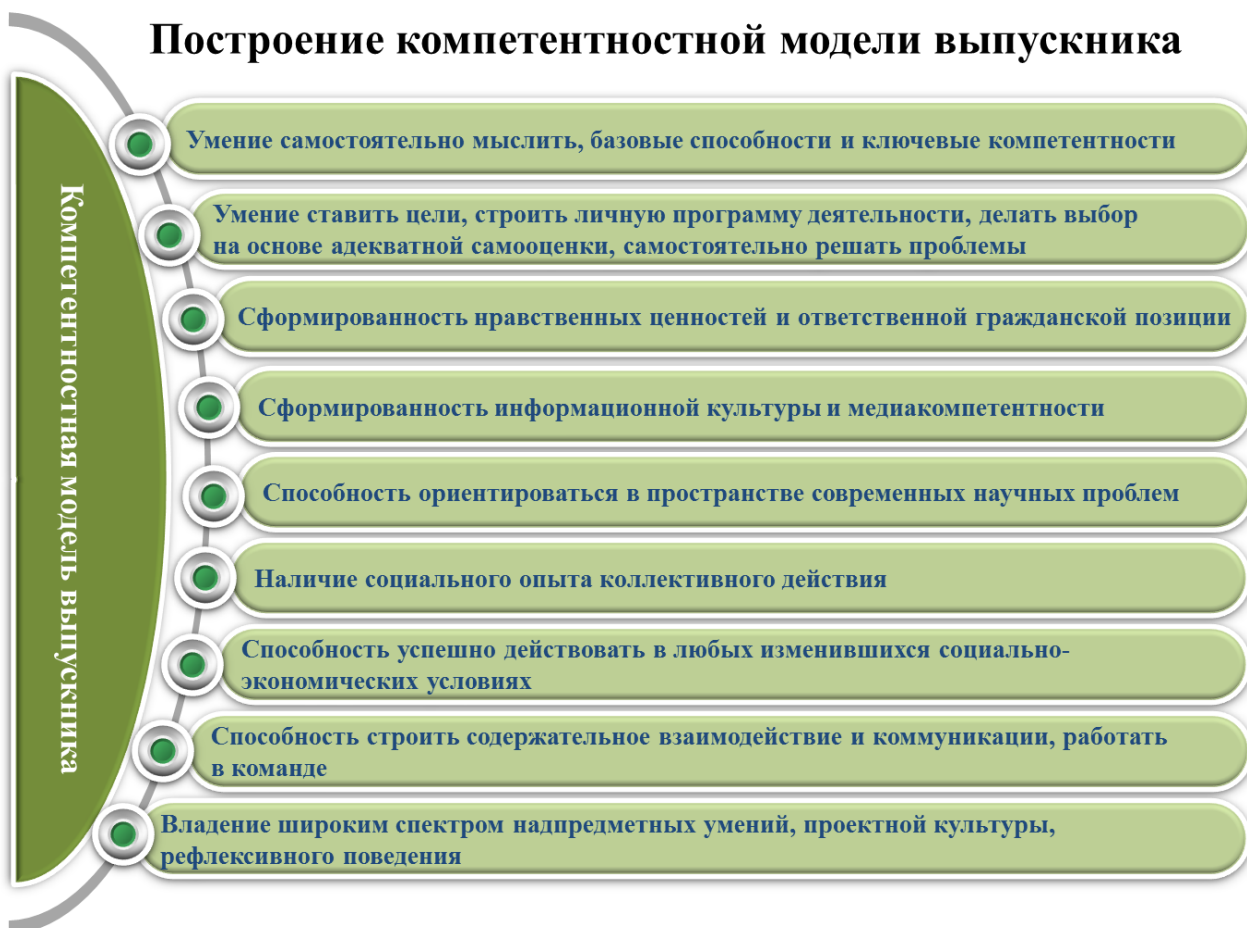 Построение компетентностной модели выпускника
Компетентностная модель выпускника
Умение самостоятельно мыслить, базовые способности и ключевые компетентности
Умение ставить цели, строить личную программу деятельности, делать выбор
на основе адекватной самооценки, самостоятельно решать проблемы
Сформированность нравственных ценностей и ответственной гражданской позиции
Сформированность информационной культуры и медиакомпетентности
Способность ориентироваться в пространстве современных научных проблем
Наличие социального опыта коллективного действия
Способность успешно действовать в любых изменившихся социально-
экономических условиях
Способность строить содержательное взаимодействие и коммуникации, работать
в команде
Владение широким спектром надпредметных умений, проектной культуры,
рефлексивного поведения